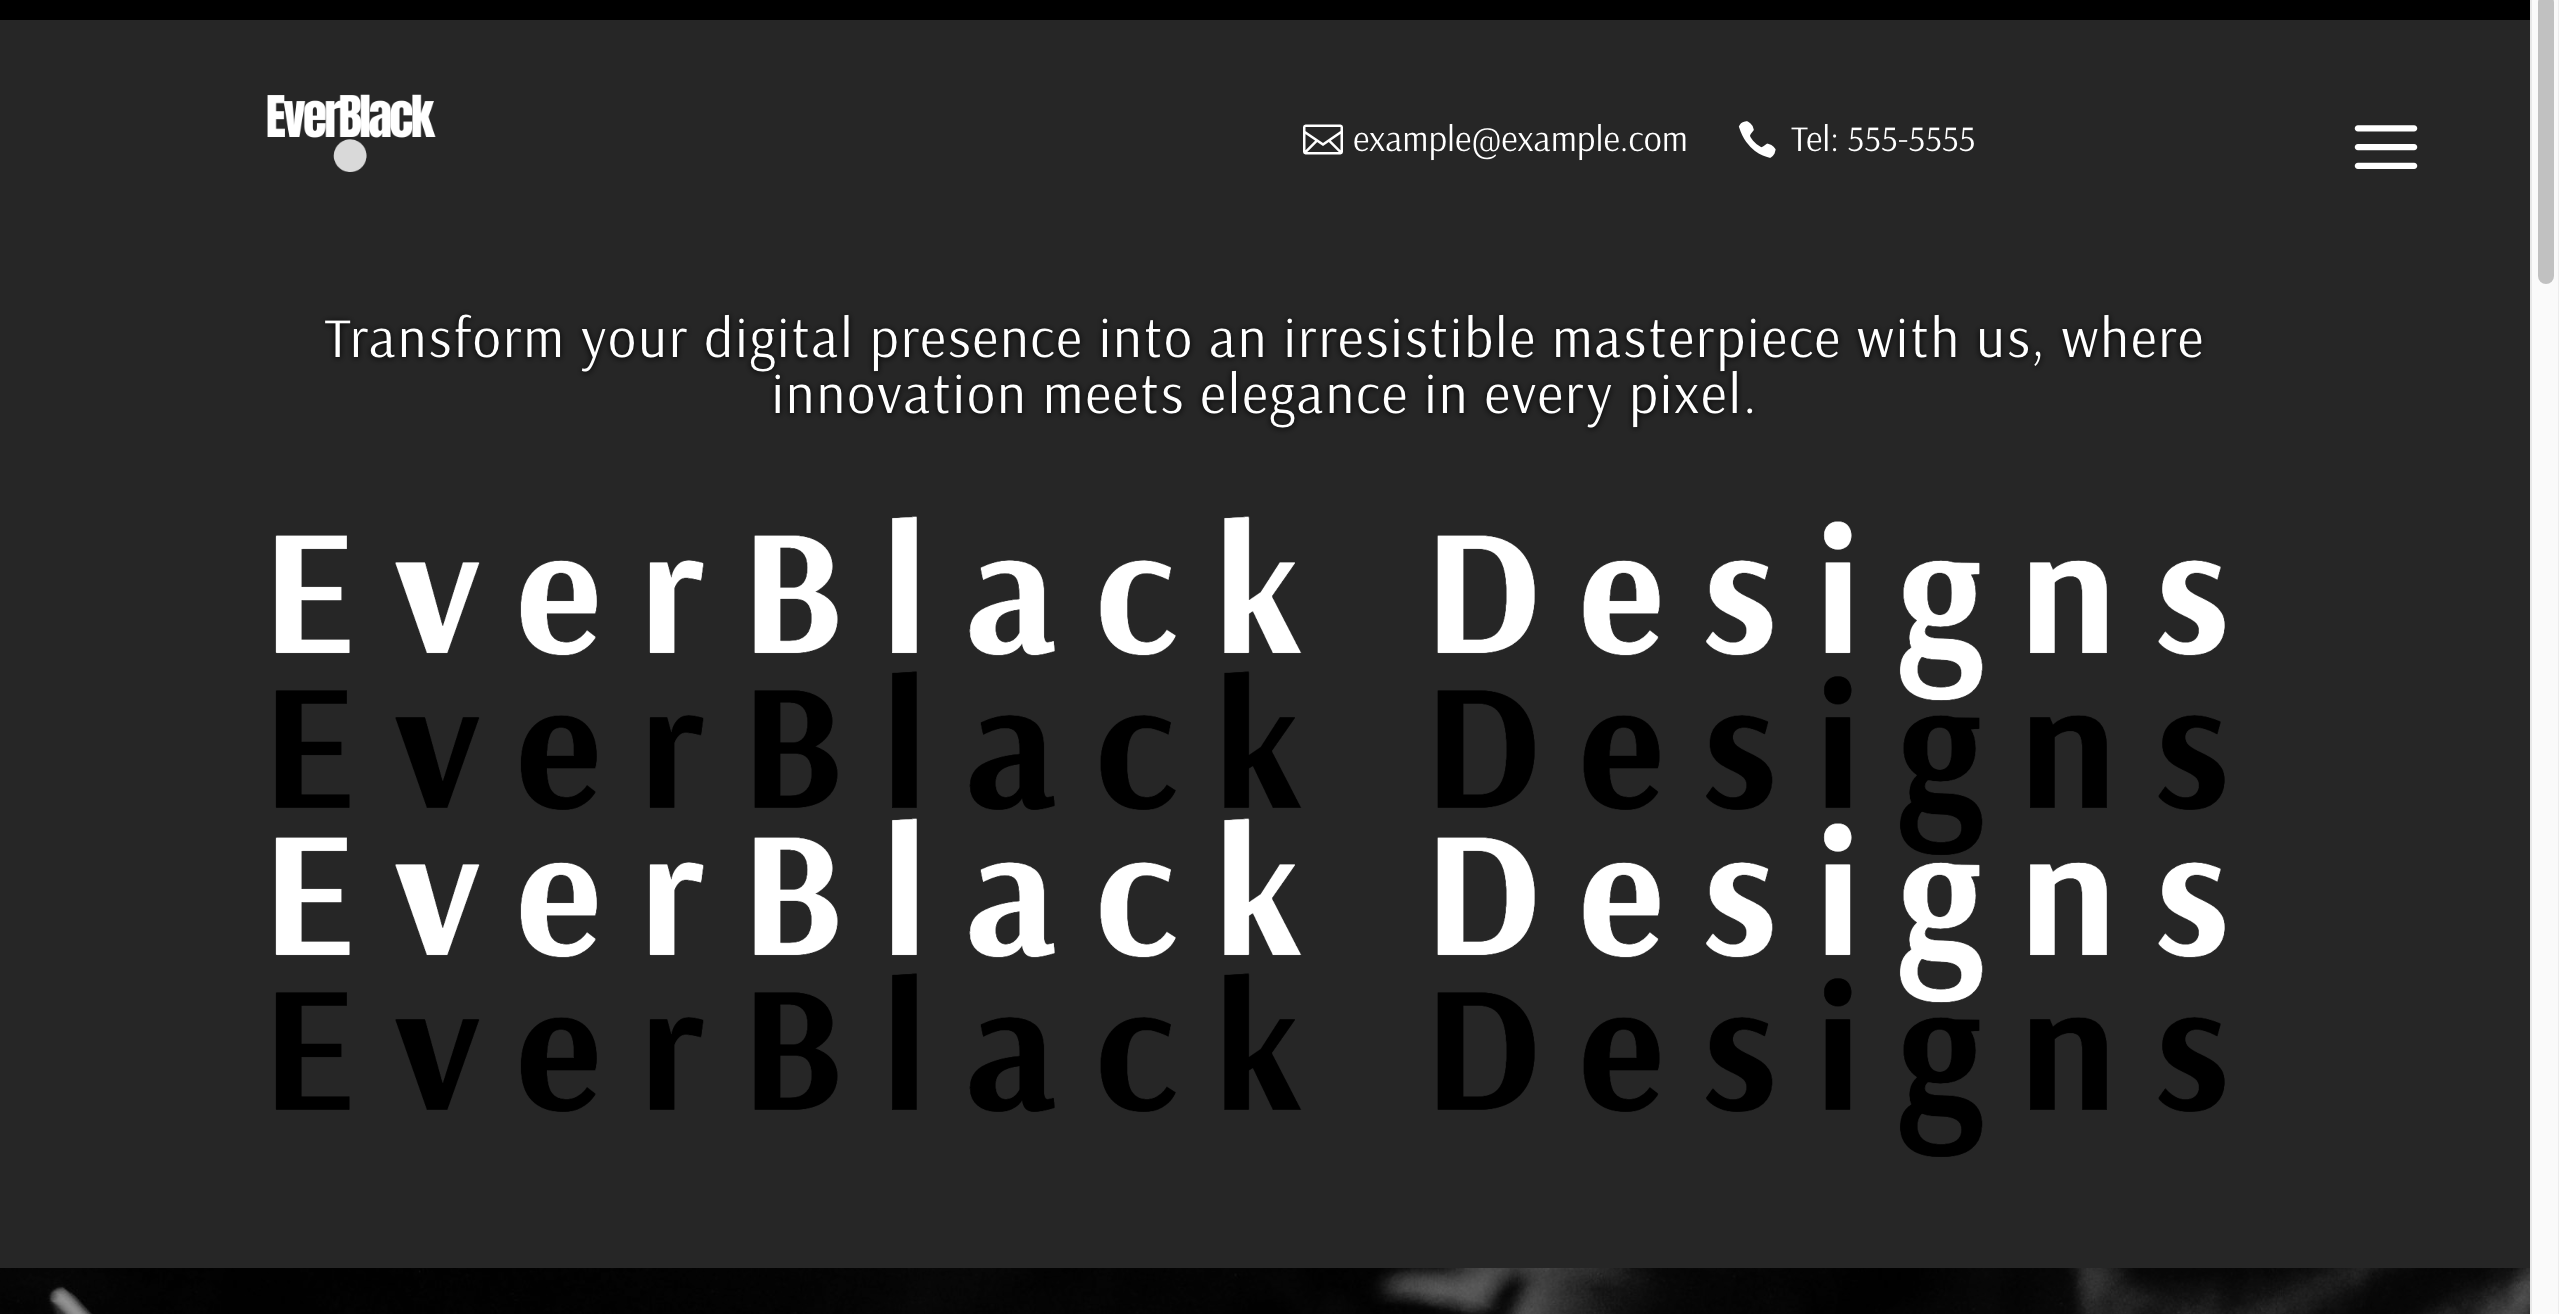 EverBlack
example@example.com
Tel: 555-5555
Transform your digital presence into an irresistible masterpiece with us, where
innovation meets elegance in every pixel.
EverBlack Designs
EverBlack Designs
EverBlack Designs
EverBlack Designs